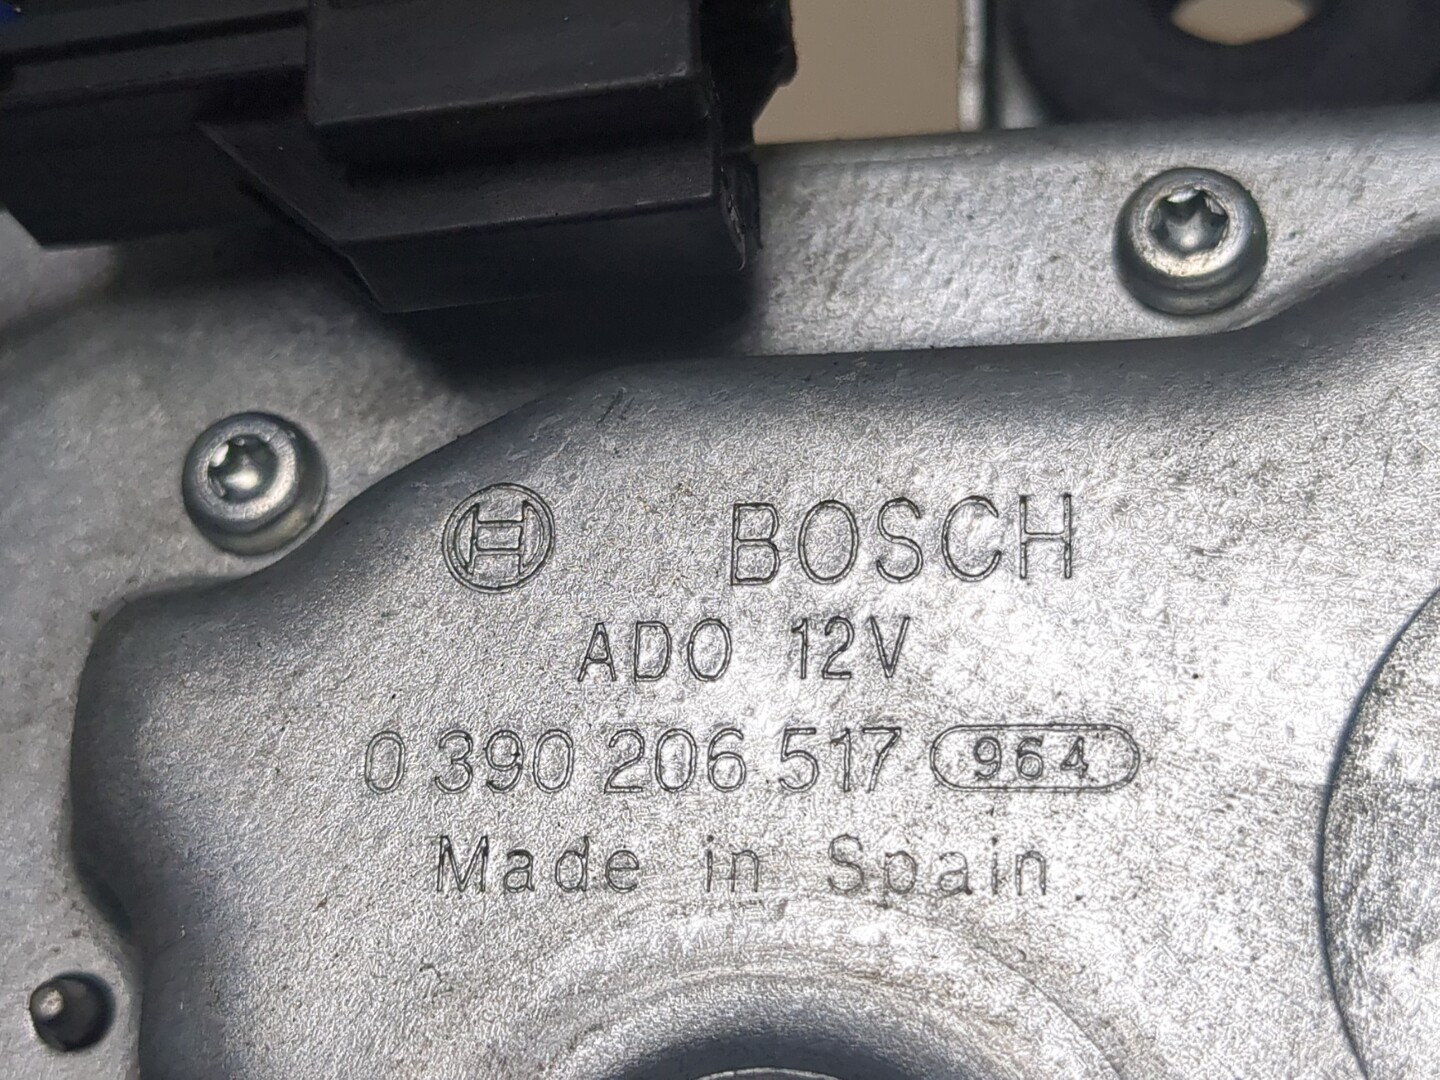 BOSCH
ADO 12V
0 390 206 517 964
Made in Spain